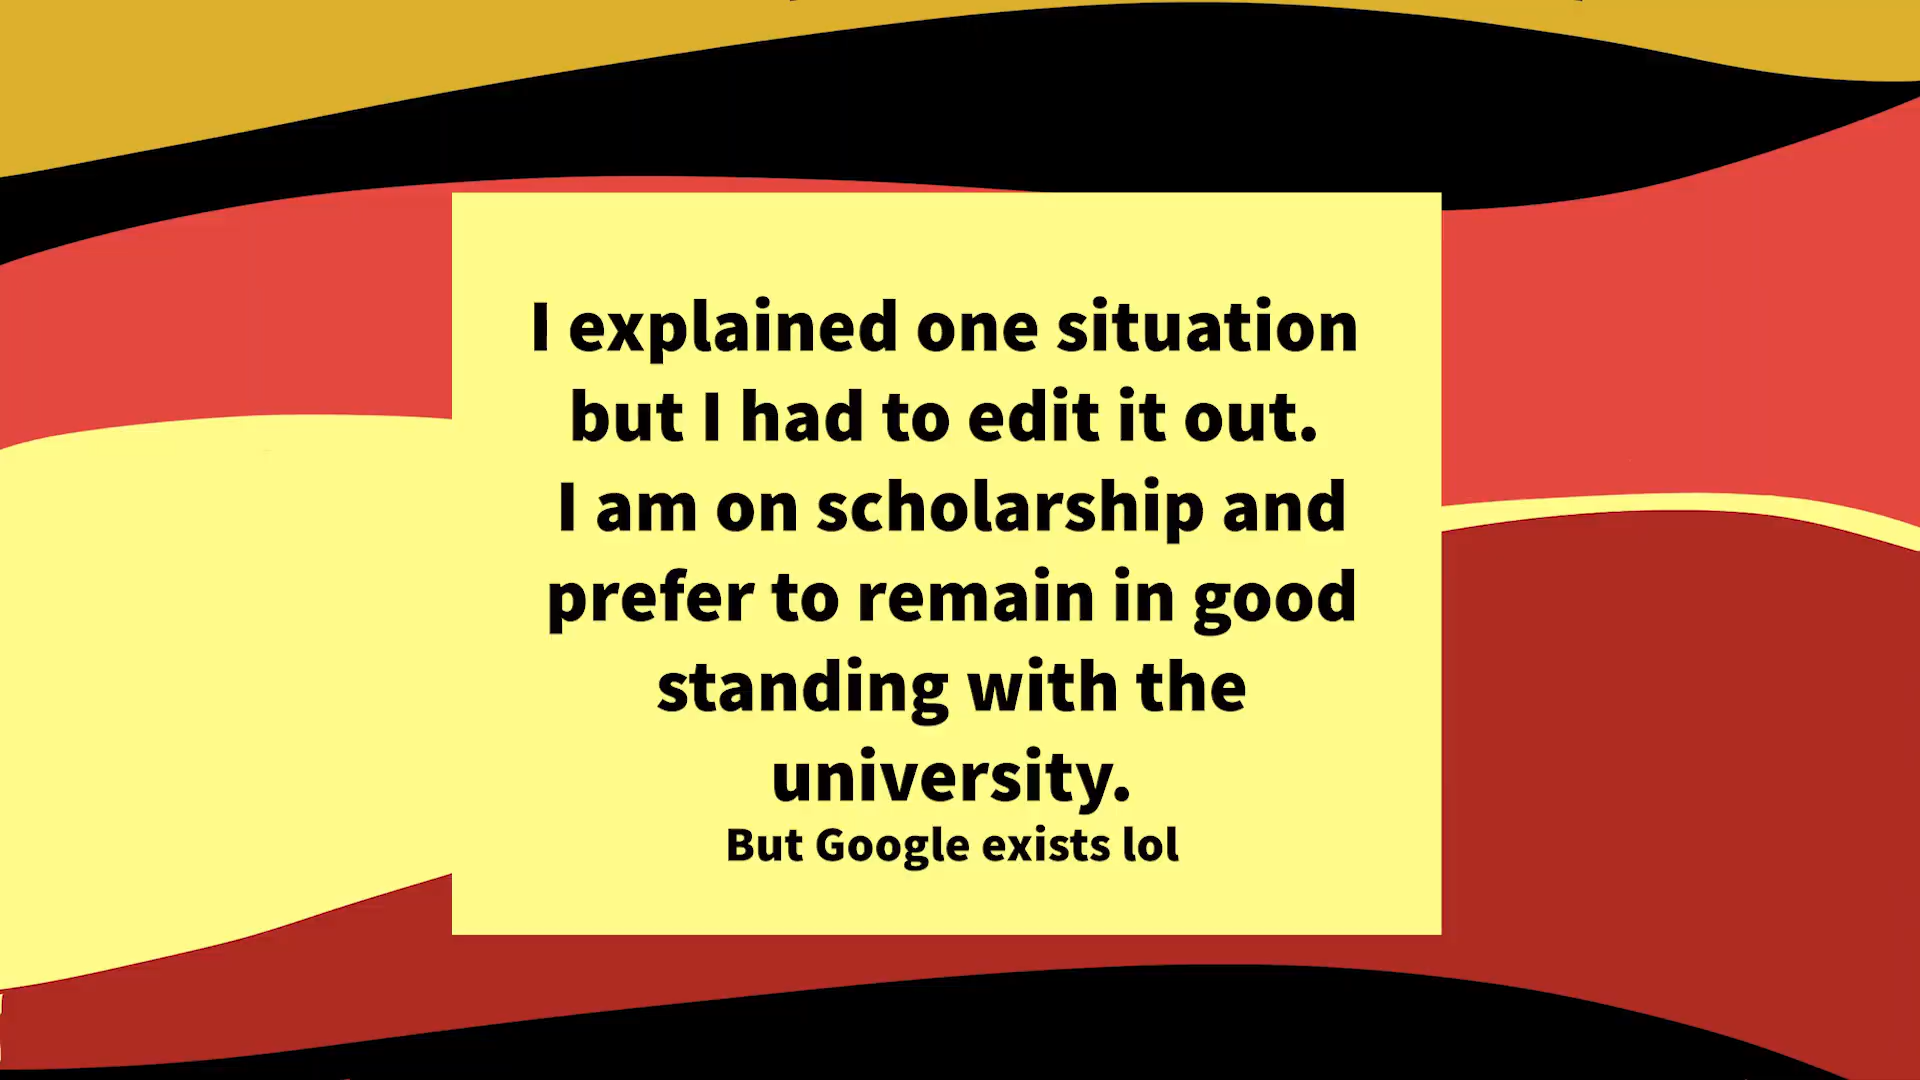 I explained one situation
but I had to edit it out.
I am on scholarship and
prefer to remain in good
standing with the
university.
But Google exists lol